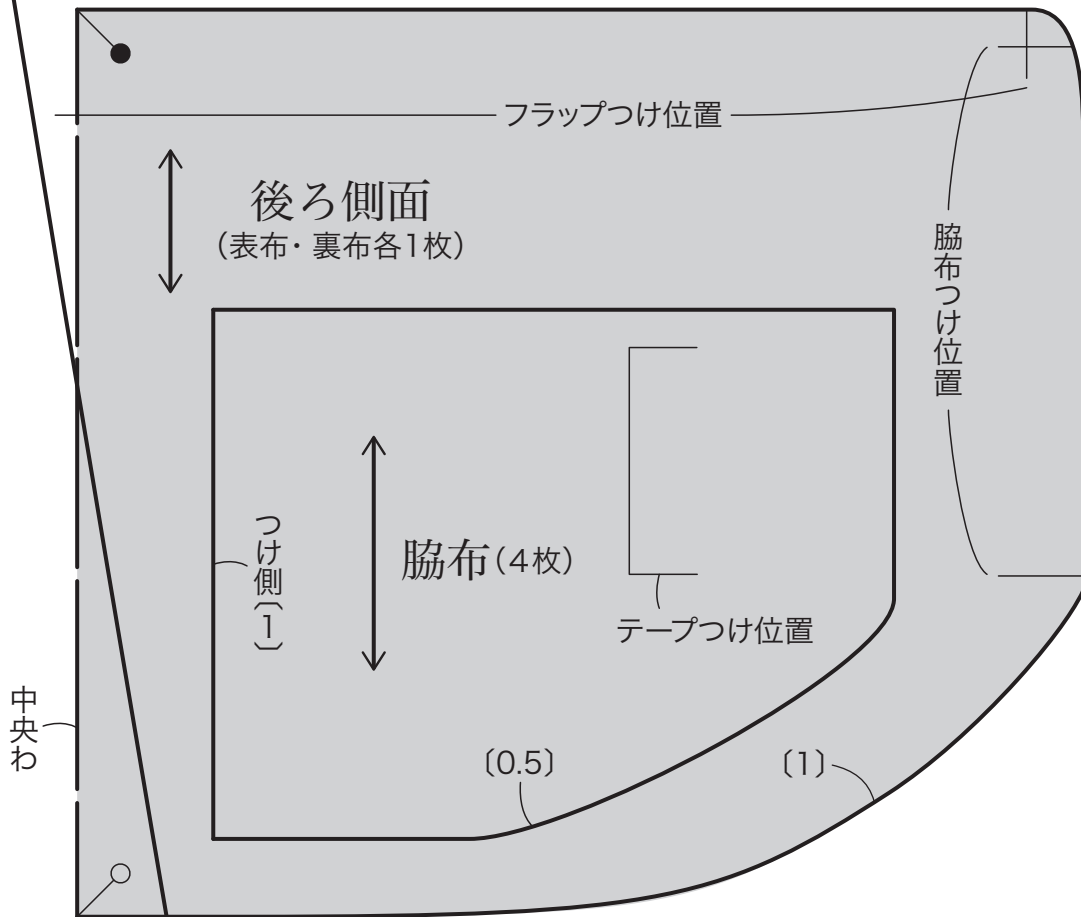 フラップつけ位置
後ろ側面
（表布・裏布各1枚）
脇布つけ位置
つけ側〔1〕
脇布（4枚）
テープつけ位置
中央わ
〔0.5〕
〔1〕